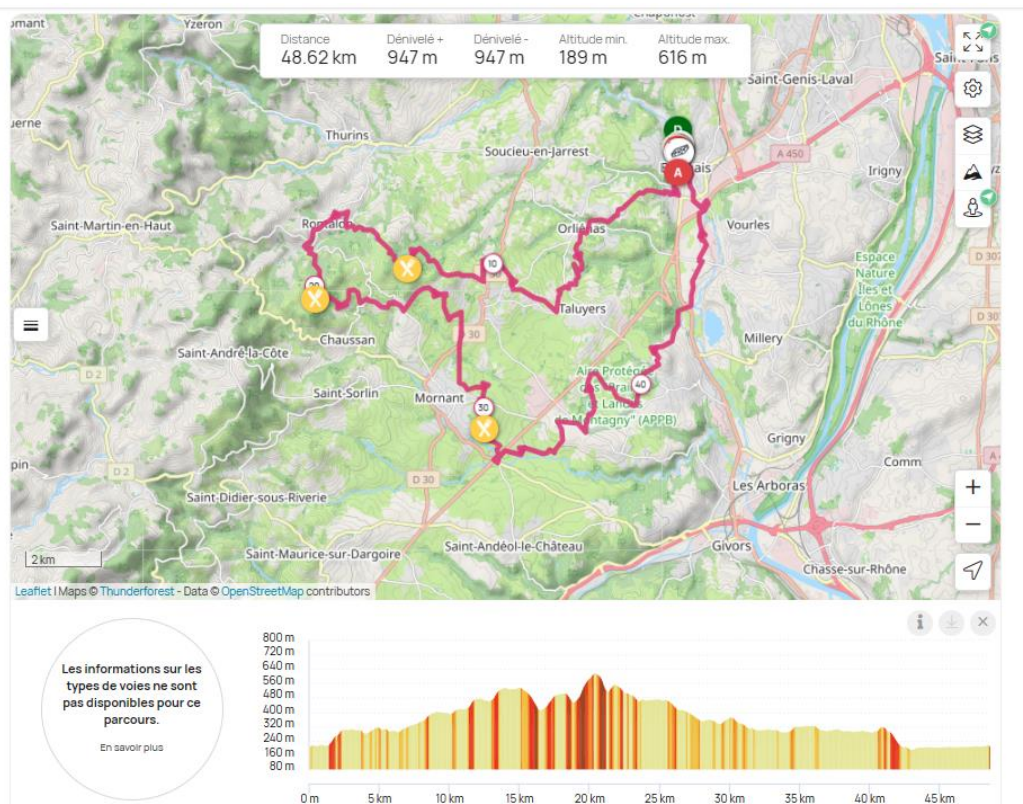 Yzeron
Chaponost
Distance
Dénivelé +
Dénivelé -
Altitude min.
Altitude max.
48.62 km
947 m
947 m
189 m
616 m
Saint-Genis-Laval
Thurins
Soucieu-en-Jarrest
A 450
Irigny
A
Saint-Martin-en-Haut
Rontalon
Orliénas
Vourles
10
Espace
Nature
Îles et
Lônes
du Rhône
D 30
Taluyers
Chaussan
D 30
Millery
Saint-André-la-Côte
D 2
Saint-Sorlin
Mornant
30
40
de Montagny" (APPB)
Grigny
D 2
D 30
Comm
Les Arboras
Saint-Didier-sous-Riverie
Saint-Maurice-sur-Dargoire
Saint-Andéol-le-Château
Givors
Chasse-sur-Rhône
+
−
2 km
Leaflet | Maps © Thunderforest - Data © OpenStreetMap contributors
Les informations sur les
types de voies ne sont
pas disponibles pour ce
parcours.
En savoir plus
800 m
720 m
640 m
560 m
480 m
400 m
320 m
240 m
160 m
80 m
0 m
5 km
10 km
15 km
20 km
25 km
30 km
35 km
40 km
45 km